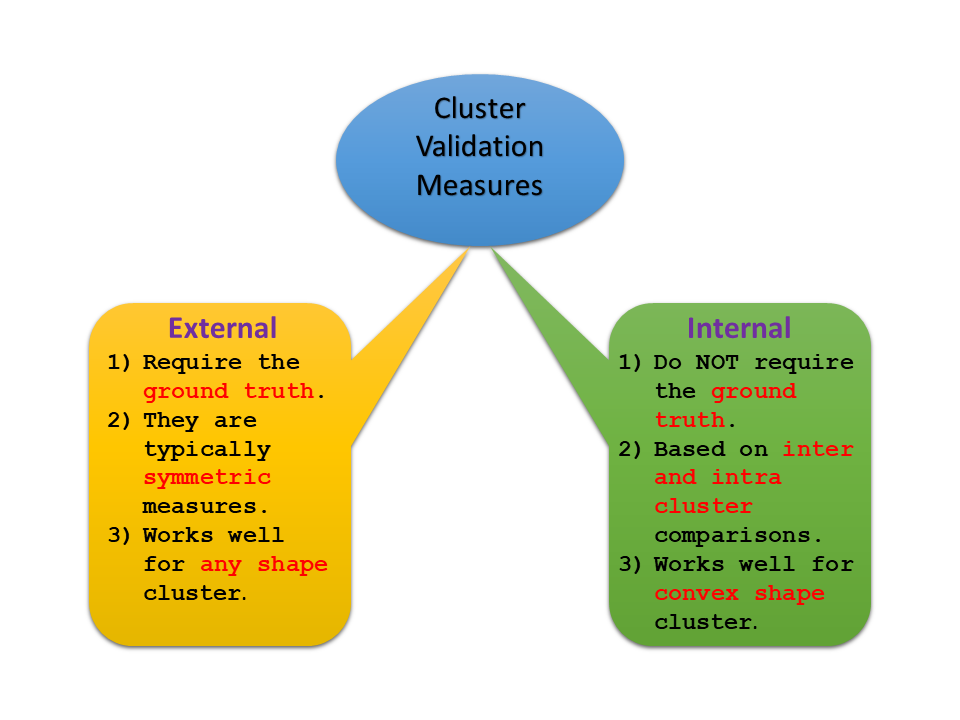 Cluster
Validation
Measures
External
1) Require the
ground truth.
2) They are
typically
symmetric
measures.
3) Works well
for any shape
cluster.
Internal
1) Do NOT require
the ground
truth.
2) Based on inter
and intra
cluster
comparisons.
3) Works well for
convex shape
cluster.